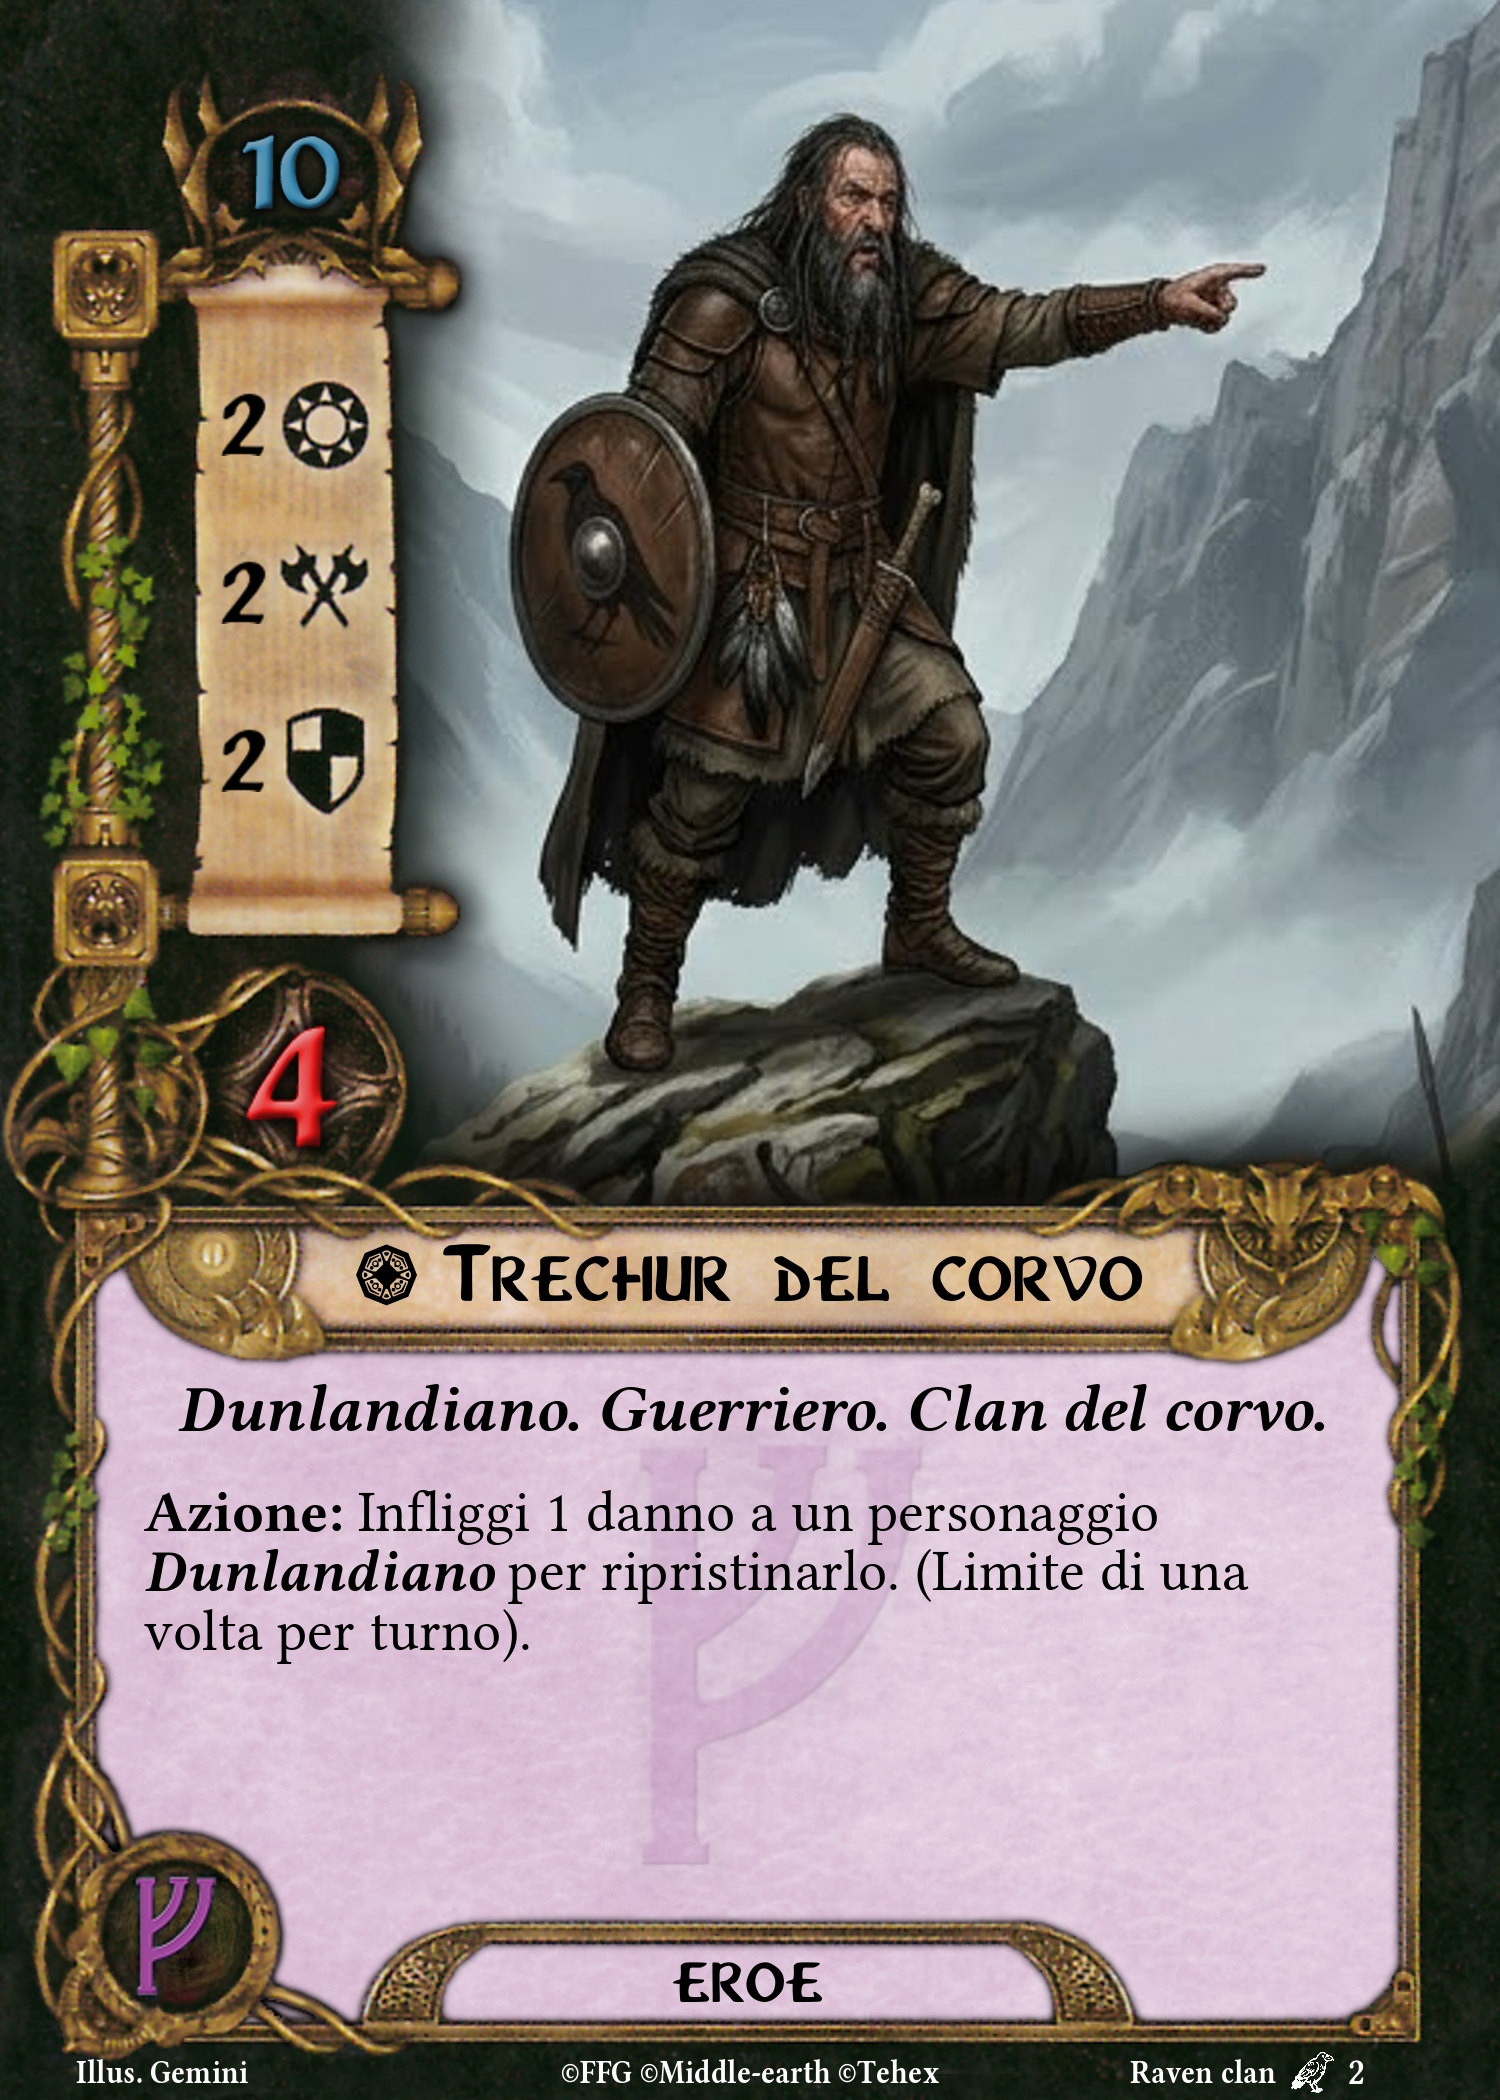 10
2
2
2
4
Trechur del corvo
Dunlandiano. Guerriero. Clan del corvo.
Azione: Infliggi 1 danno a un personaggio
Dunlandiano per ripristinarlo. (Limite di una
volta per turno).
EROE
Illus. Gemini ©FFG ©Middle-earth ©Tehex Raven clan 2